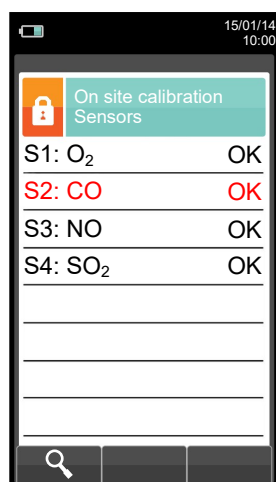 15/01/14
10:00
On site calibration
Sensors
S1: O₂ OK
S2: CO OK
S3: NO OK
S4: SO₂ OK